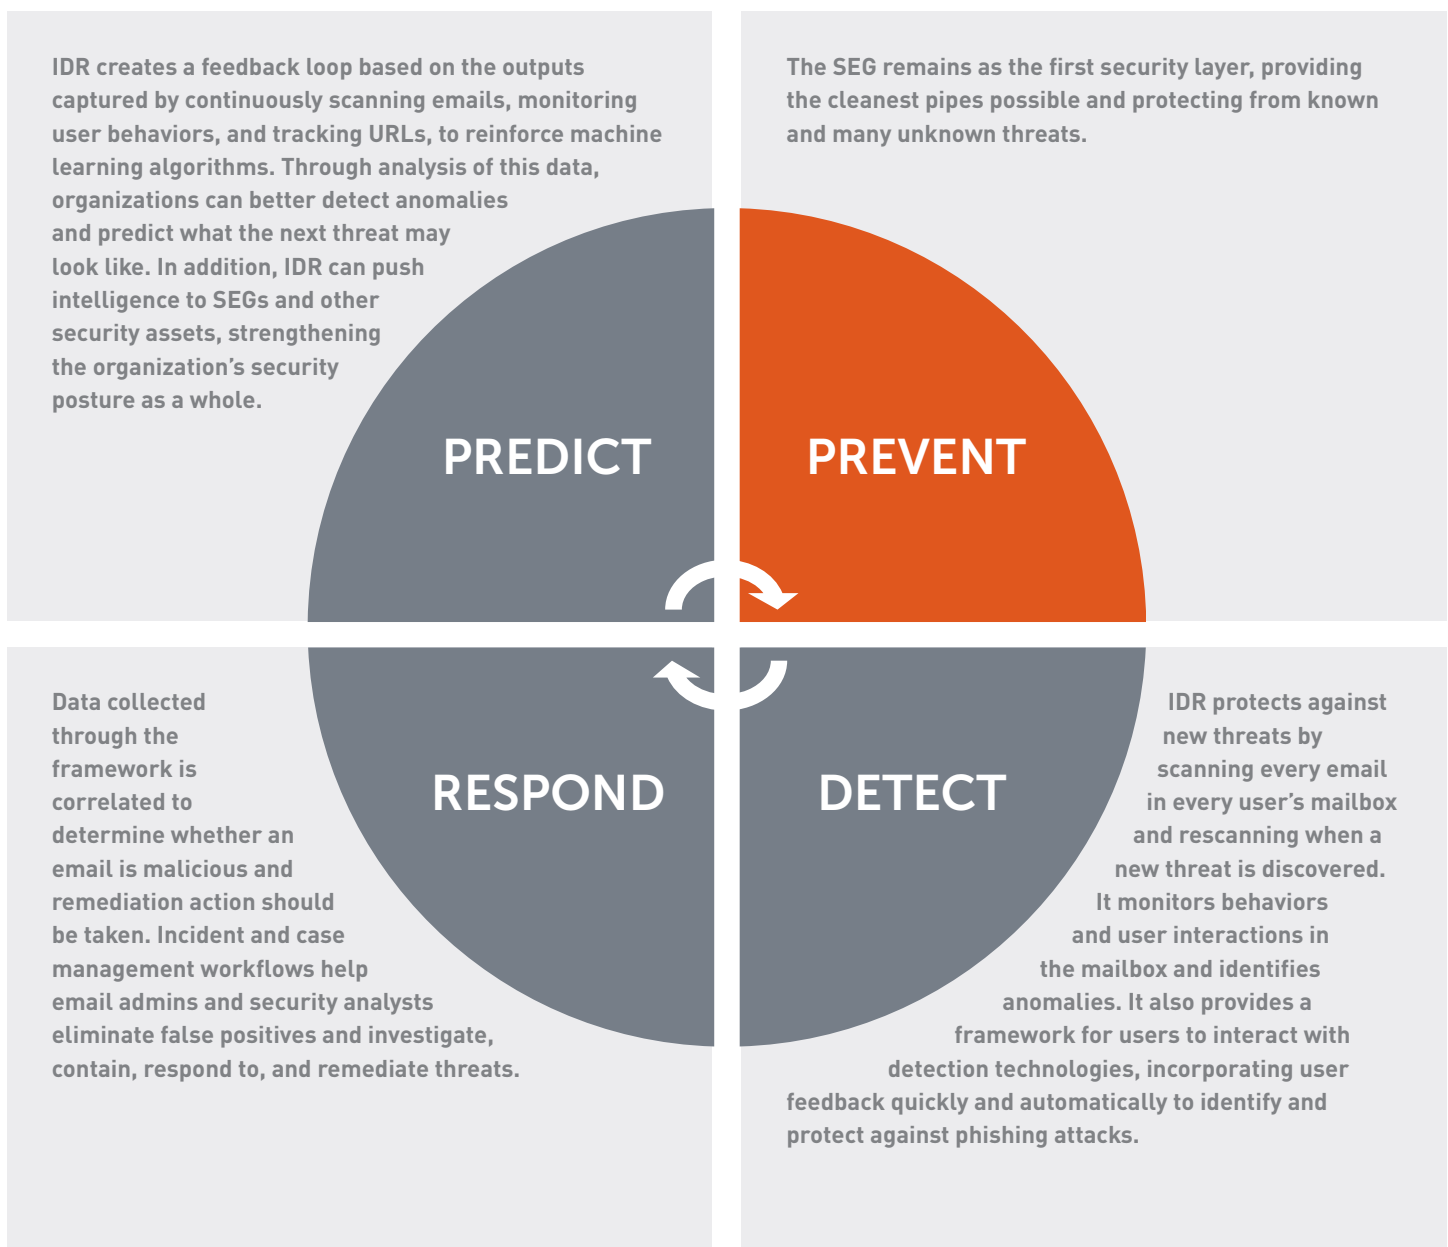 IDR creates a feedback loop based on the outputs
captured by continuously scanning emails, monitoring
user behaviors, and tracking URLs, to reinforce machine
learning algorithms. Through analysis of this data,
organizations can better detect anomalies
and predict what the next threat may
look like. In addition, IDR can push
intelligence to SEGs and other
security assets, strengthening
the organization’s security
posture as a whole.
PREDICT
The SEG remains as the first security layer, providing
the cleanest pipes possible and protecting from known
and many unknown threats.
PREVENT
Data collected
through the
framework is
correlated to
determine whether an
email is malicious and
remediation action should
be taken. Incident and case
management workflows help
email admins and security analysts
eliminate false positives and investigate,
contain, respond to, and remediate threats.
RESPOND
DETECT
IDR protects against
new threats by
scanning every email
in every user’s mailbox
and rescanning when a
new threat is discovered.
It monitors behaviors
and user interactions in
the mailbox and identifies
anomalies. It also provides a
framework for users to interact with
detection technologies, incorporating user
feedback quickly and automatically to identify and
protect against phishing attacks.